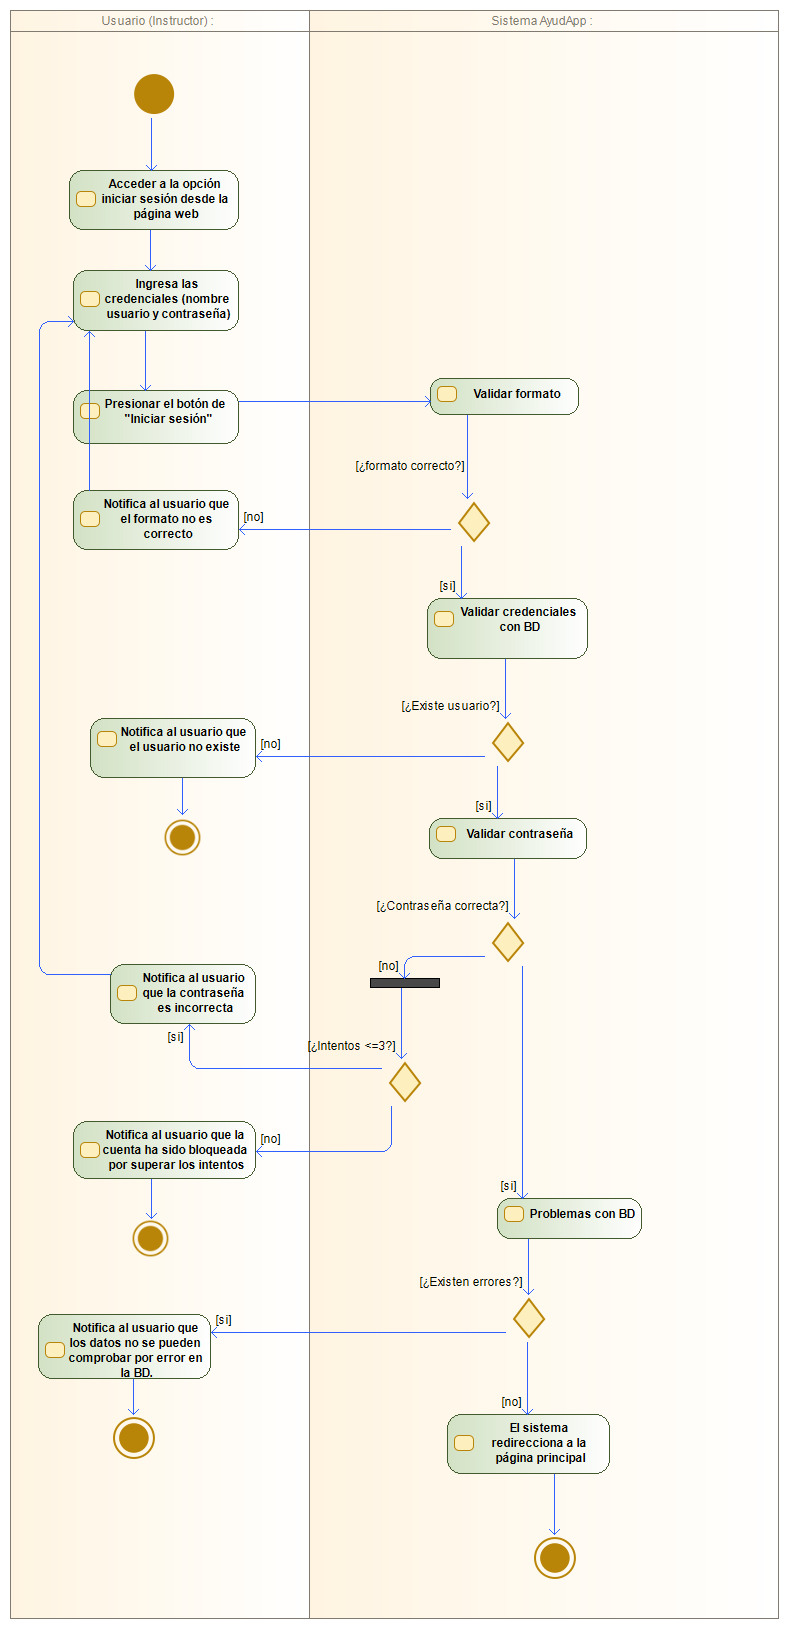 Usuario (Instructor) :
Sistema AyudApp :
Acceder a la opción
iniciar sesión desde la
página web
Ingresa las
credenciales (nombre
usuario y contraseña)
Presionar el botón de
"Iniciar sesión"
Validar formato
[¿formato correcto?]
Notifica al usuario que
el formato no es
correcto
[no]
[si]
Validar credenciales
con BD
[¿Existe usuario?]
Notifica al usuario que
el usuario no existe
[no]
[si]
Validar contraseña
[¿Contraseña correcta?]
[no]
Notifica al usuario
que la contraseña
es incorrecta
[si]
[¿Intentos <=3?]
Notifica al usuario que la
cuenta ha sido bloqueada
por superar los intentos
[no]
[si]
Problemas con BD
[¿Existen errores?]
Notifica al usuario que
los datos no se pueden
comprobar por error en
la BD.
[si]
[no]
El sistema
redirecciona a la
página principal